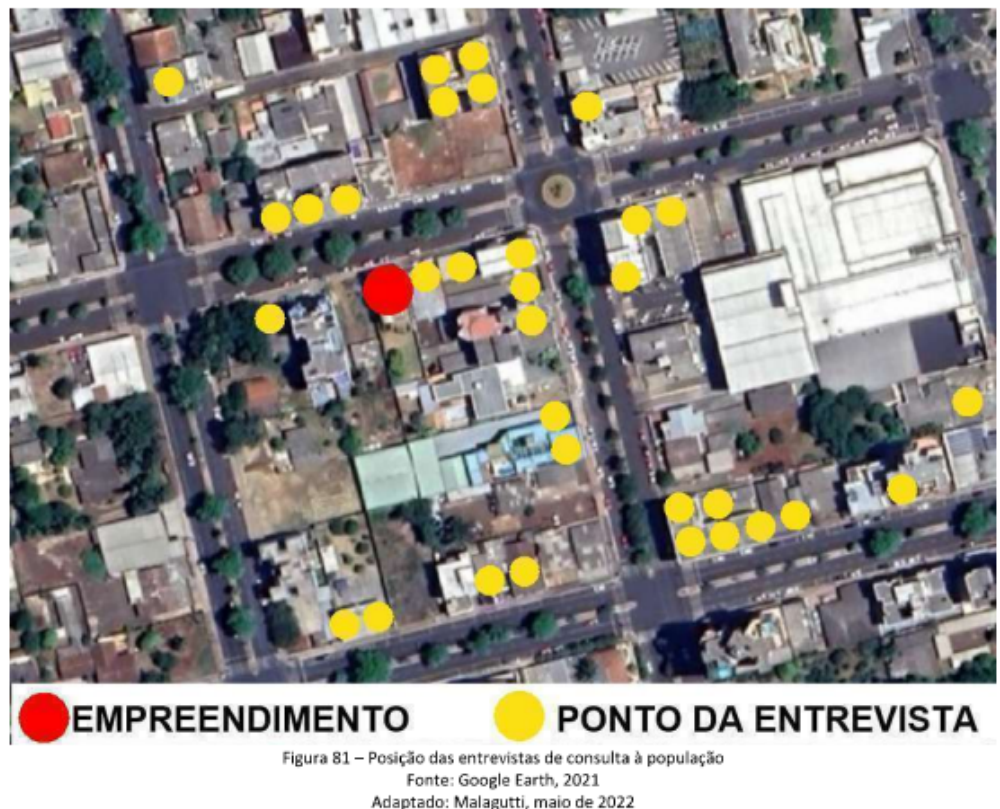 EMPREENDIMENTO PONTO DA ENTREVISTA
Figura 81 – Posição das entrevistas de consulta à população
Fonte: Google Earth, 2021
Adaptado: Malagutti, maio de 2022